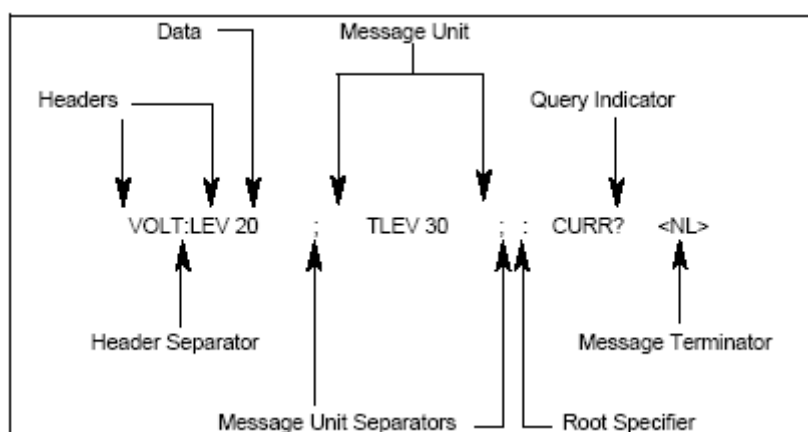 Data Message Unit
Headers Query Indicator
VOLT:LEV 20 ; TLEV 30 ; : CURR? <NL>
Header Separator Message Terminator
Message Unit Separators Root Specifier